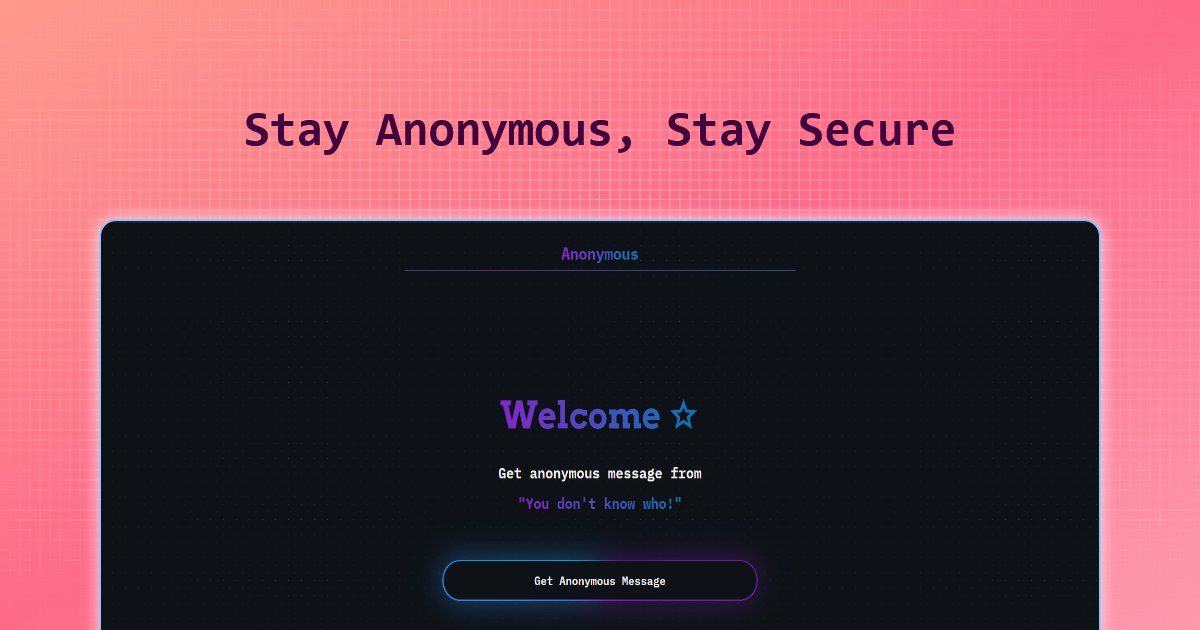 Stay Anonymous, Stay Secure
Anonymous
Welcome ☆
Get anonymous message from
"You don't know who!"
Get Anonymous Message